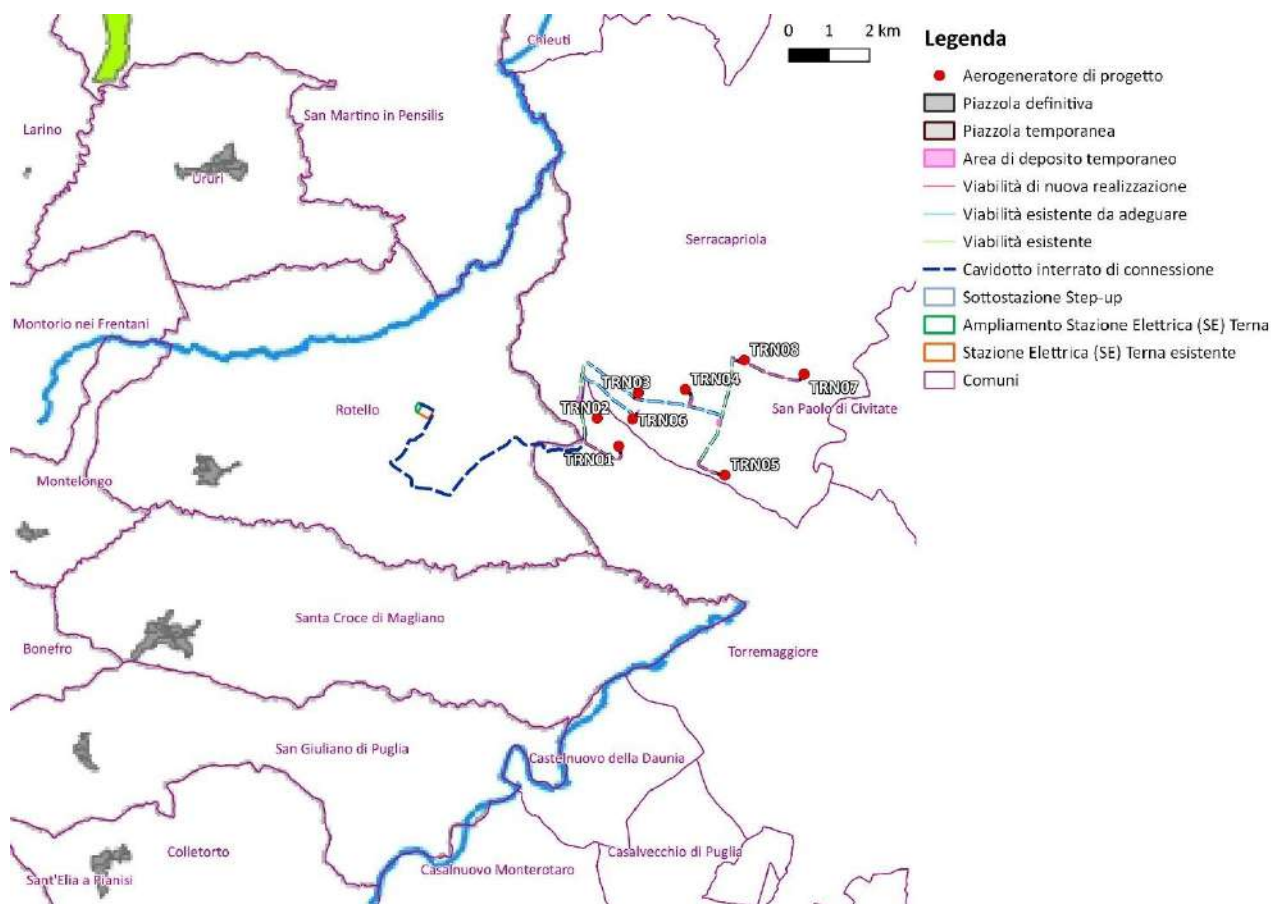 0 1 2 km
Chieuti
San Martino in Pensilis
Larino
Ururi
Serracapriola
Montorio nei Frentani
Rotello
TRN08
TRN03
TRN04
TRN07
TRN02
TRN06
San Paolo di Civitate
TRN01
TRN05
Montelongo
Santa Croce di Magliano
Bonefro
Torremaggiore
San Giuliano di Puglia
Castelnuovo della Daunia
Colletorto
Casalvecchio di Puglia
Casalnuovo Monterotaro
Sant'Elia a Pianisi
Legenda
Aerogeneratore di progetto
Piazzola definitiva
Piazzola temporanea
Area di deposito temporaneo
Viabilità di nuova realizzazione
Viabilità esistente da adeguare
Viabilità esistente
Cavidotto interrato di connessione
Sottostazione Step-up
Ampliamento Stazione Elettrica (SE) Terna
Stazione Elettrica (SE) Terna esistente
Comuni